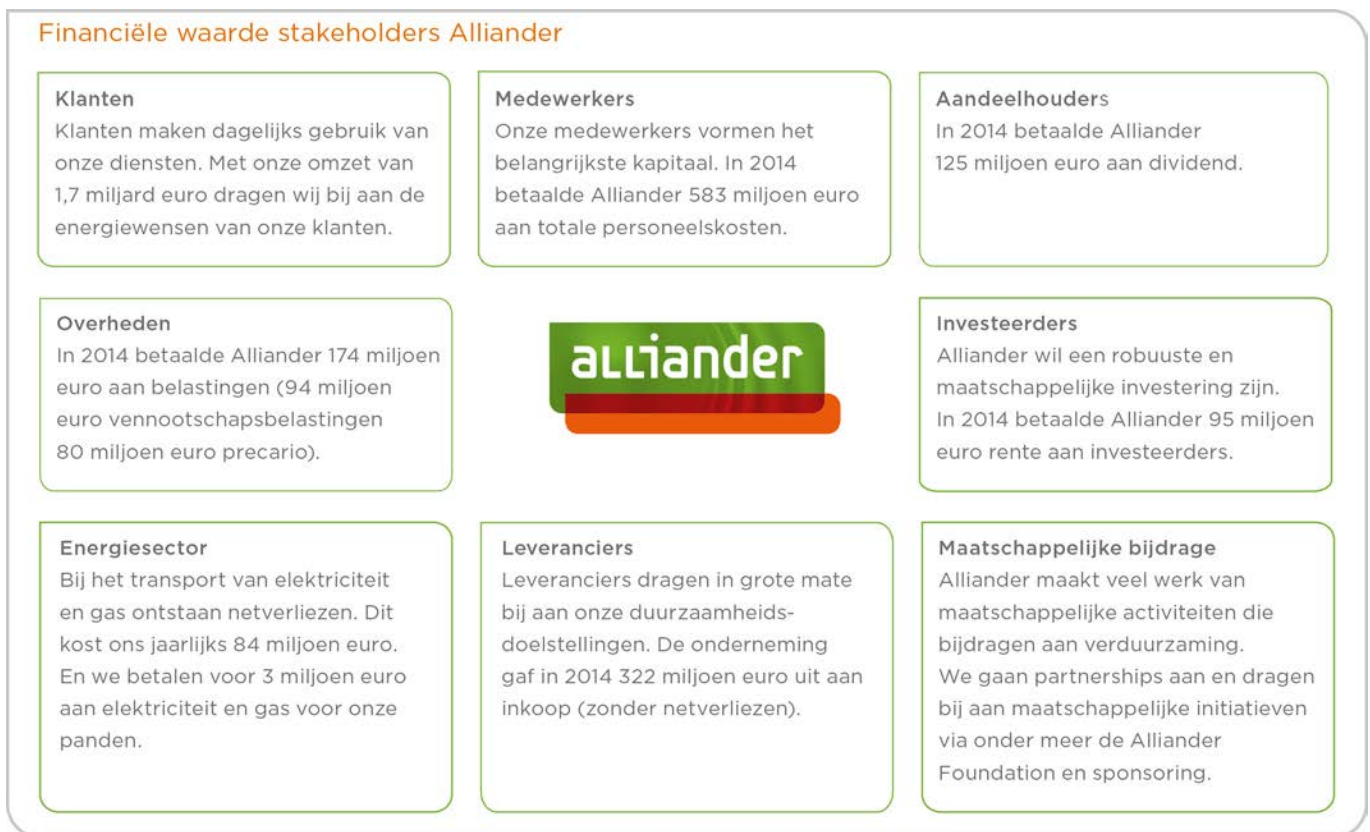 Financiële waarde stakeholders Alliander
Klanten
Klanten maken dagelijks gebruik van
onze diensten. Met onze omzet van
1,7 miljard euro dragen wij bij aan de
energiewensen van onze klanten.
Medewerkers
Onze medewerkers vormen het
belangrijkste kapitaal. In 2014
betaalde Alliander 583 miljoen euro
aan totale personeelskosten.
Aandeelhouders
In 2014 betaalde Alliander
125 miljoen euro aan dividend.
Overheden
In 2014 betaalde Alliander 174 miljoen
euro aan belastingen (94 miljoen
euro vennootschapsbelastingen
80 miljoen euro precario).
alliander
Investeerders
Alliander wil een robuuste en
maatschappelijke investering zijn.
In 2014 betaalde Alliander 95 miljoen
euro rente aan investeerders.
Energiesector
Bij het transport van elektriciteit
en gas ontstaan netverliezen. Dit
kost ons jaarlijks 84 miljoen euro.
En we betalen voor 3 miljoen euro
aan elektriciteit en gas voor onze
panden.
Leveranciers
Leveranciers dragen in grote mate
bij aan onze duurzaamheids-
doelstellingen. De onderneming
gaf in 2014 322 miljoen euro uit aan
inkoop (zonder netverliezen).
Maatschappelijke bijdrage
Alliander maakt veel werk van
maatschappelijke activiteiten die
bijdragen aan verduurzaming.
We gaan partnerships aan en dragen
bij aan maatschappelijke initiatieven
via onder meer de Alliander
Foundation en sponsoring.